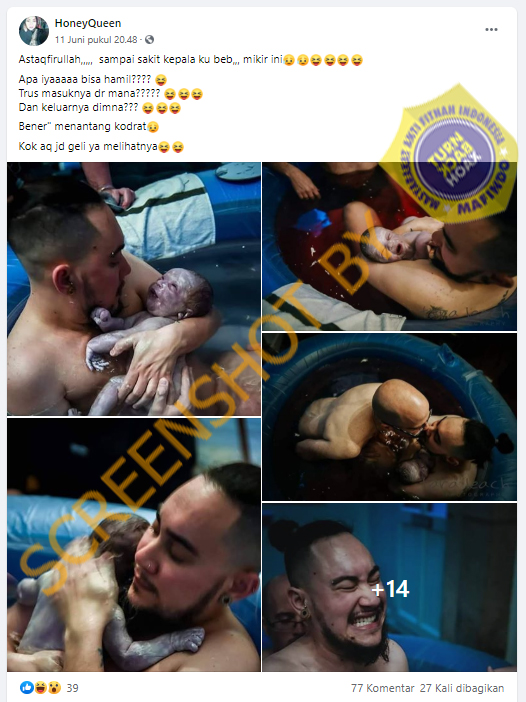 HoneyQueen
11 Juni pukul 20.48 ·
Astaqfirullah,,,,, sampai sakit kepala ku beb,,, mikir ini😣😣😆😆😆😆😆
Apa iyaaaaa bisa hamil???? 😆
Trus masuknya dr mana????? 😆😆😆
Dan keluarnya dimna??? 😆😆😆
Bener" menantang kodrat😣
Kok aq jd geli ya melihatnya😆😆
MASYARAKAT ANTI FITNAH INDONESIA
TURN
BACK
HOAX
MAFINDO
SCREENSHOT BY
+14
39
77 Komentar 27 Kali dibagikan